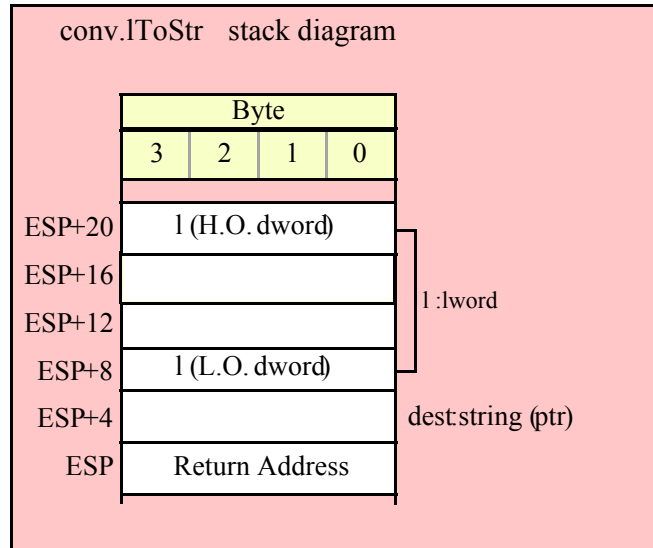 conv.lToStr stack diagram
Byte
3 2 1 0
ESP+20 l (H.O. dword)
ESP+16
l :lword
ESP+12
ESP+8 l (L.O. dword)
ESP+4 dest:string (ptr)
ESP Return Address